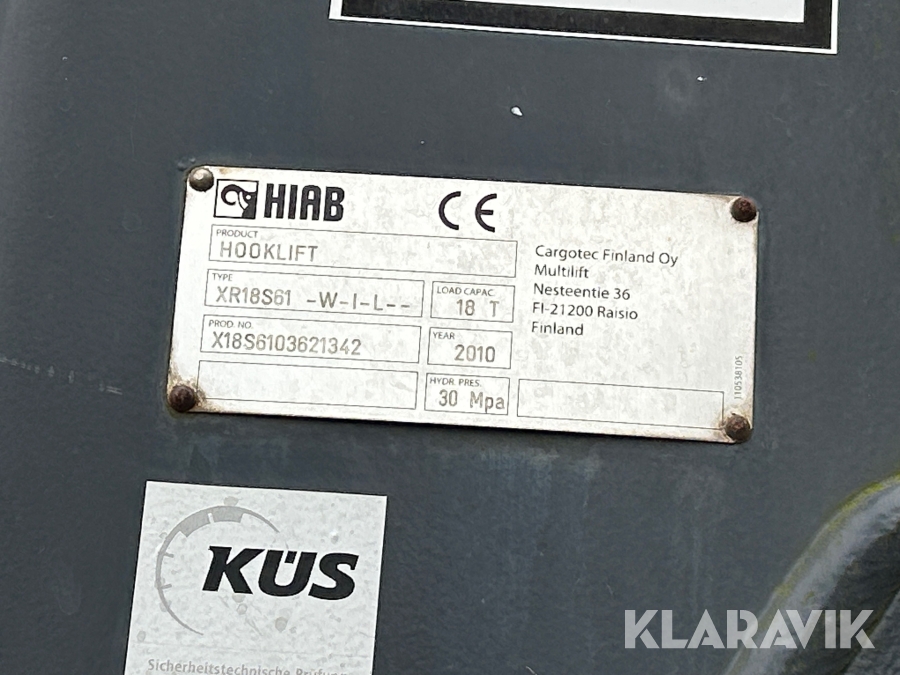 HIAB
CE
PRODUCT
HOOKLIFT
TYPE
XR18S61 -W-I-L--
LOAD CAPAC.
18 T
PROD. NO.
X18S6103621342
YEAR
2010
HYDR. PRES.
30 Mpa
Cargotec Finland Oy
Multilift
Nesteentie 36
FI-21200 Raisio
Finland
J10538105
KÜS
Sicherheitstechnische Prüfung
KLARAVIK